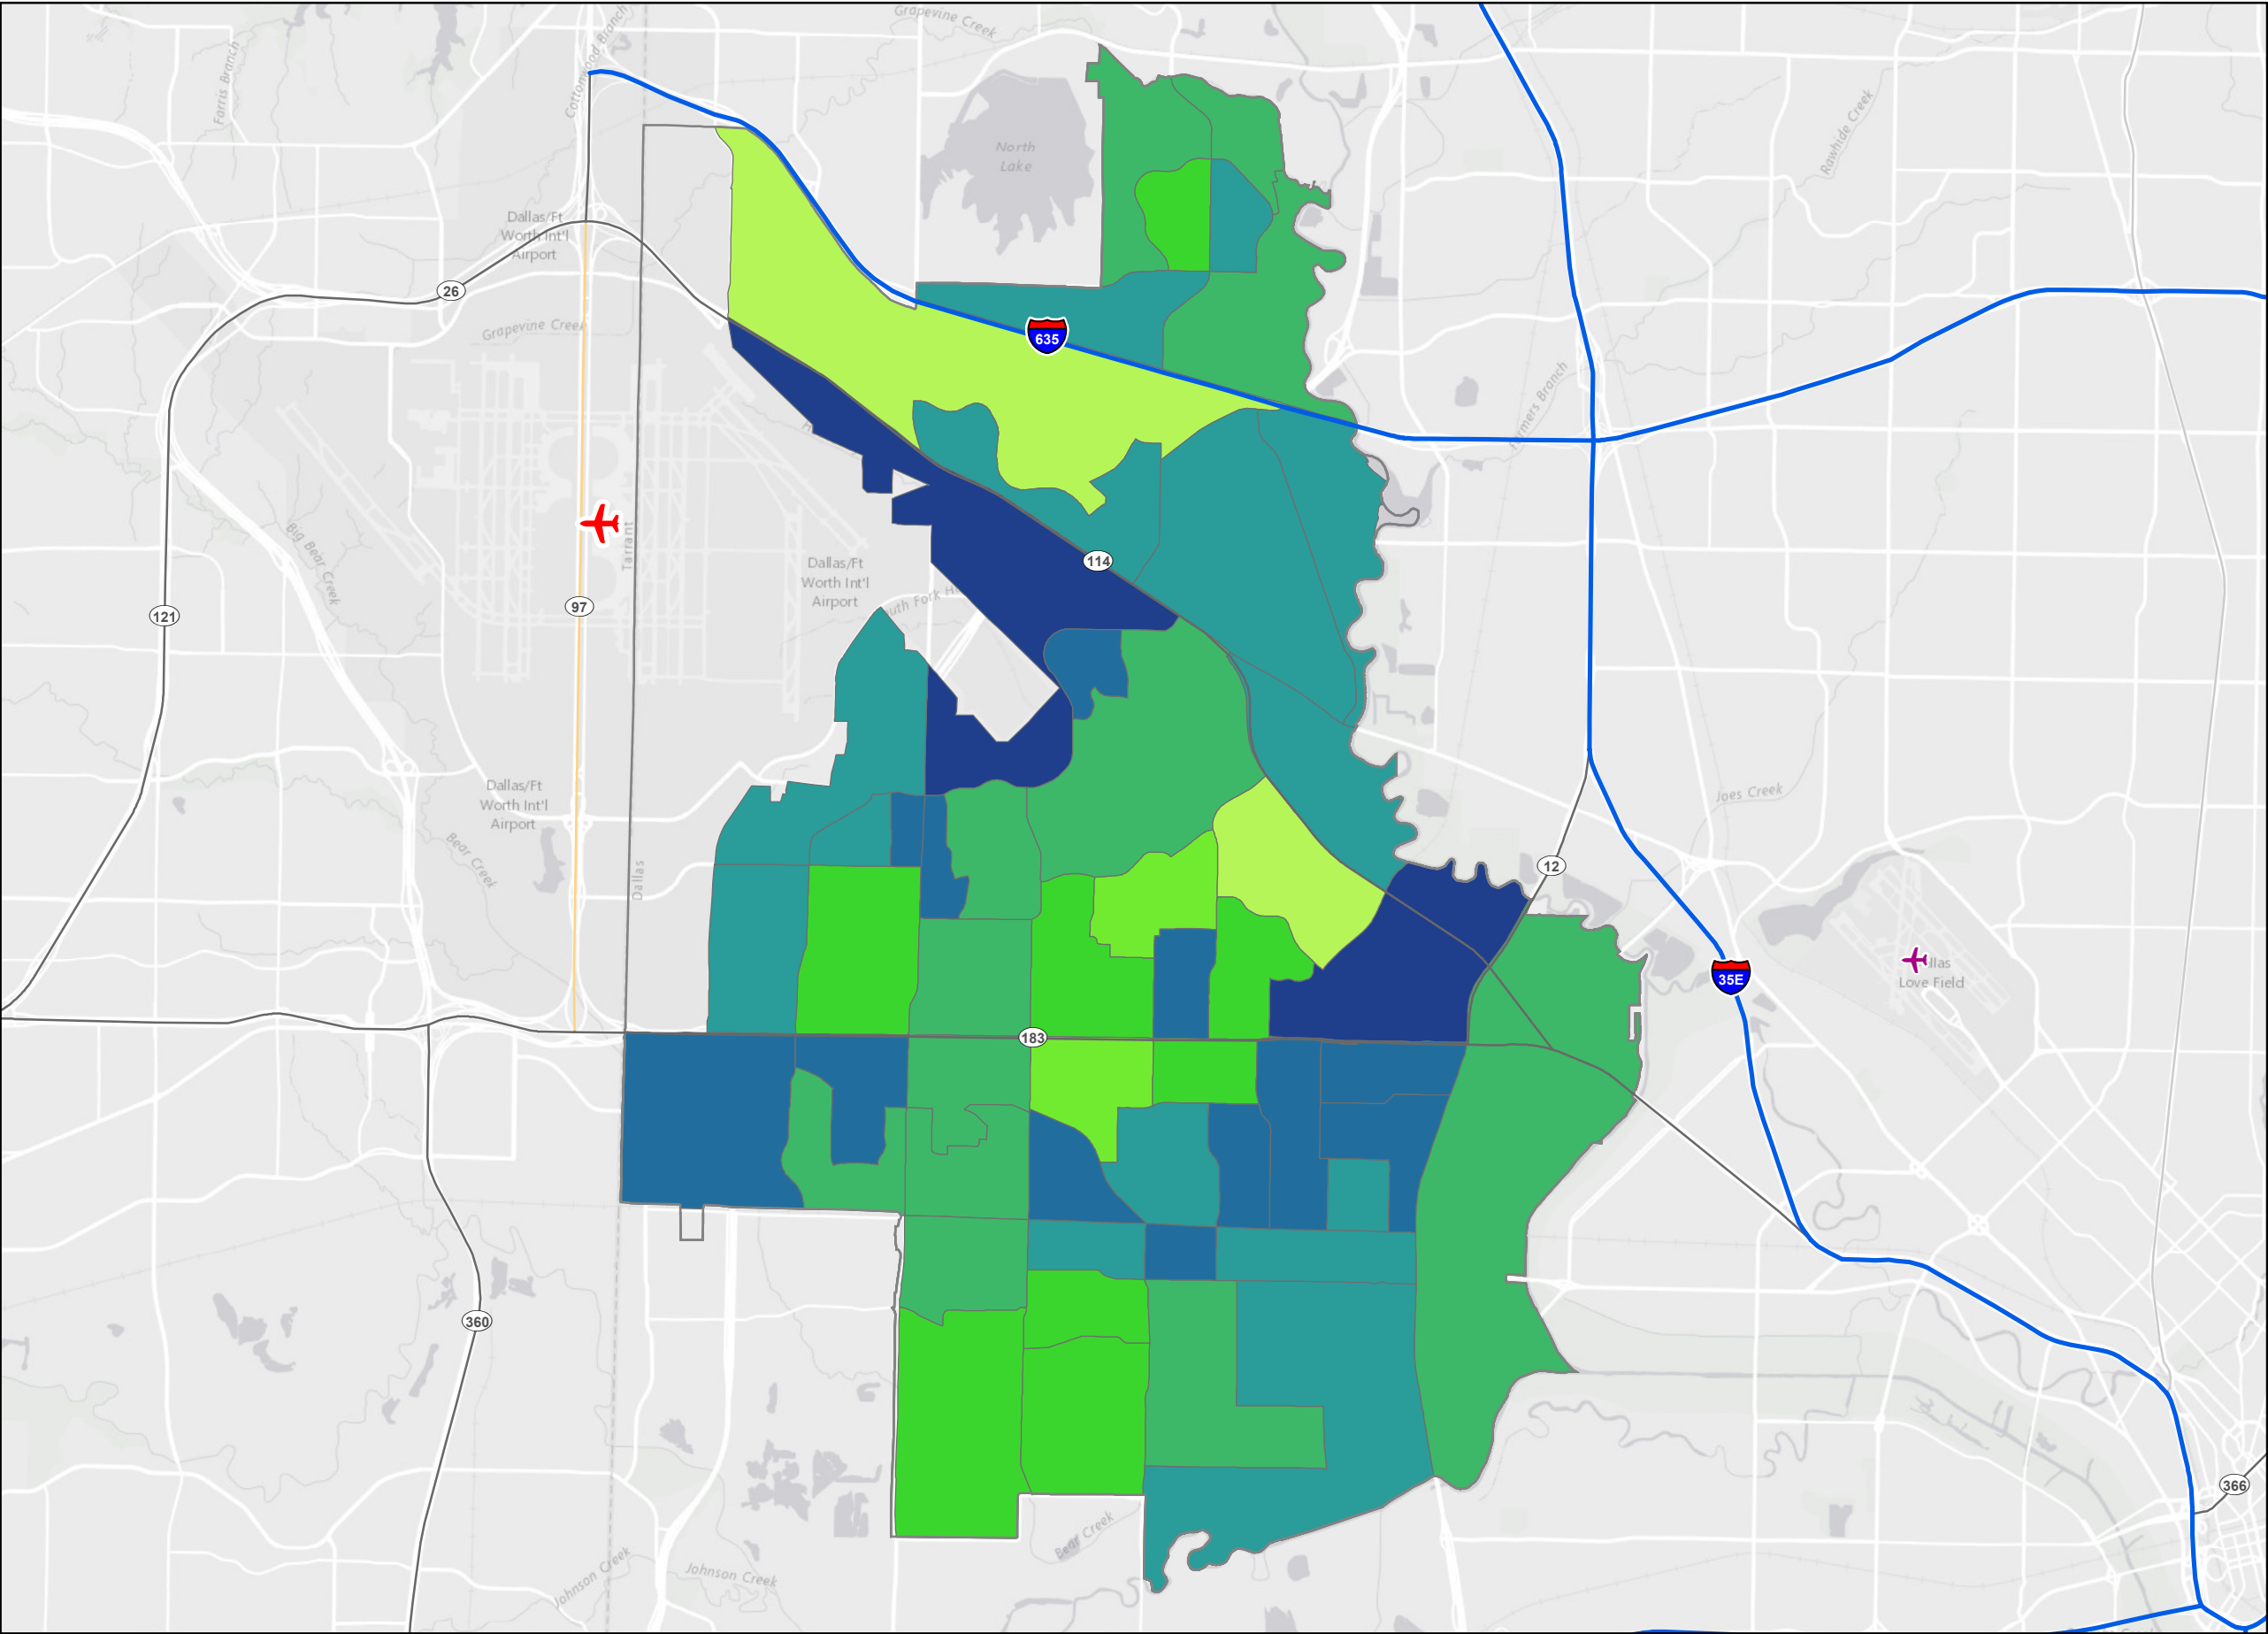 Grapevine Creek
Cottonwood Branch
Farris Branch
Rawhide Creek
North
Lake
Dallas/Ft
Worth Int'l
Airport
26
Grapevine Creek
635
Farmers Branch
Big Bear Creek
Tarrant
114
Dallas/Ft
Worth Int'l
Airport
South Fork
97
121
Dallas/Ft
Worth Int'l
Airport
Joes Creek
Bear Creek
Dallas
12
35E
Love Field
183
360
366
Bear Creek
Johnson Creek
Johnson Creek